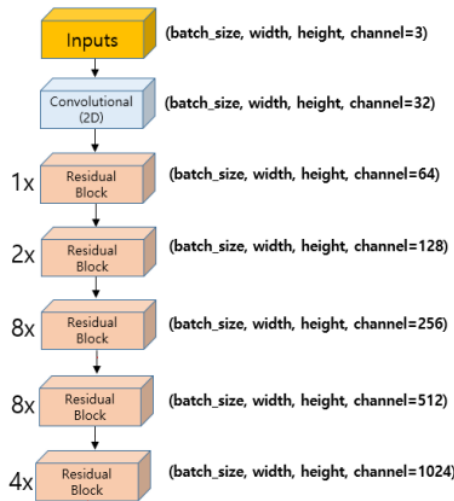 Inputs (batch_size, width, height, channel=3)
Convolutional
(2D)
(batch_size, width, height, channel=32)
1x
Residual
Block
(batch_size, width, height, channel=64)
2x
Residual
Block
(batch_size, width, height, channel=128)
8x
Residual
Block
(batch_size, width, height, channel=256)
8x
Residual
Block
(batch_size, width, height, channel=512)
4x
Residual
Block
(batch_size, width, height, channel=1024)